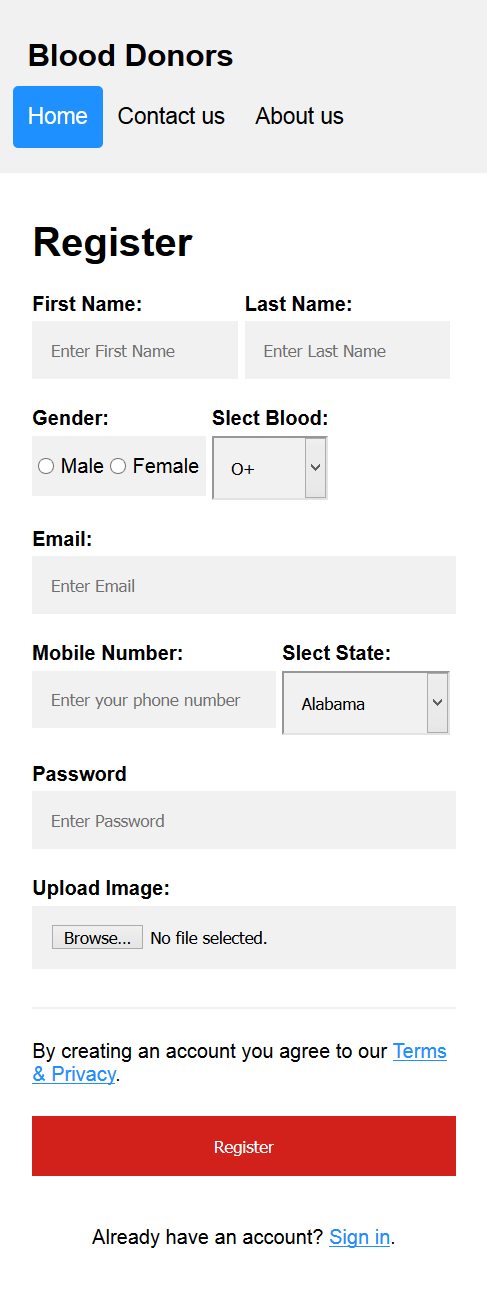 Blood Donors
Home Contact us About us
Register
First Name: Last Name:
Enter First Name Enter Last Name
Gender: Slect Blood:
Male Female O+
Email:
Enter Email
Mobile Number: Slect State:
Enter your phone number Alabama
Password
Enter Password
Upload Image:
Browse... No file selected.
By creating an account you agree to our Terms
& Privacy.
Register
Already have an account? Sign in.